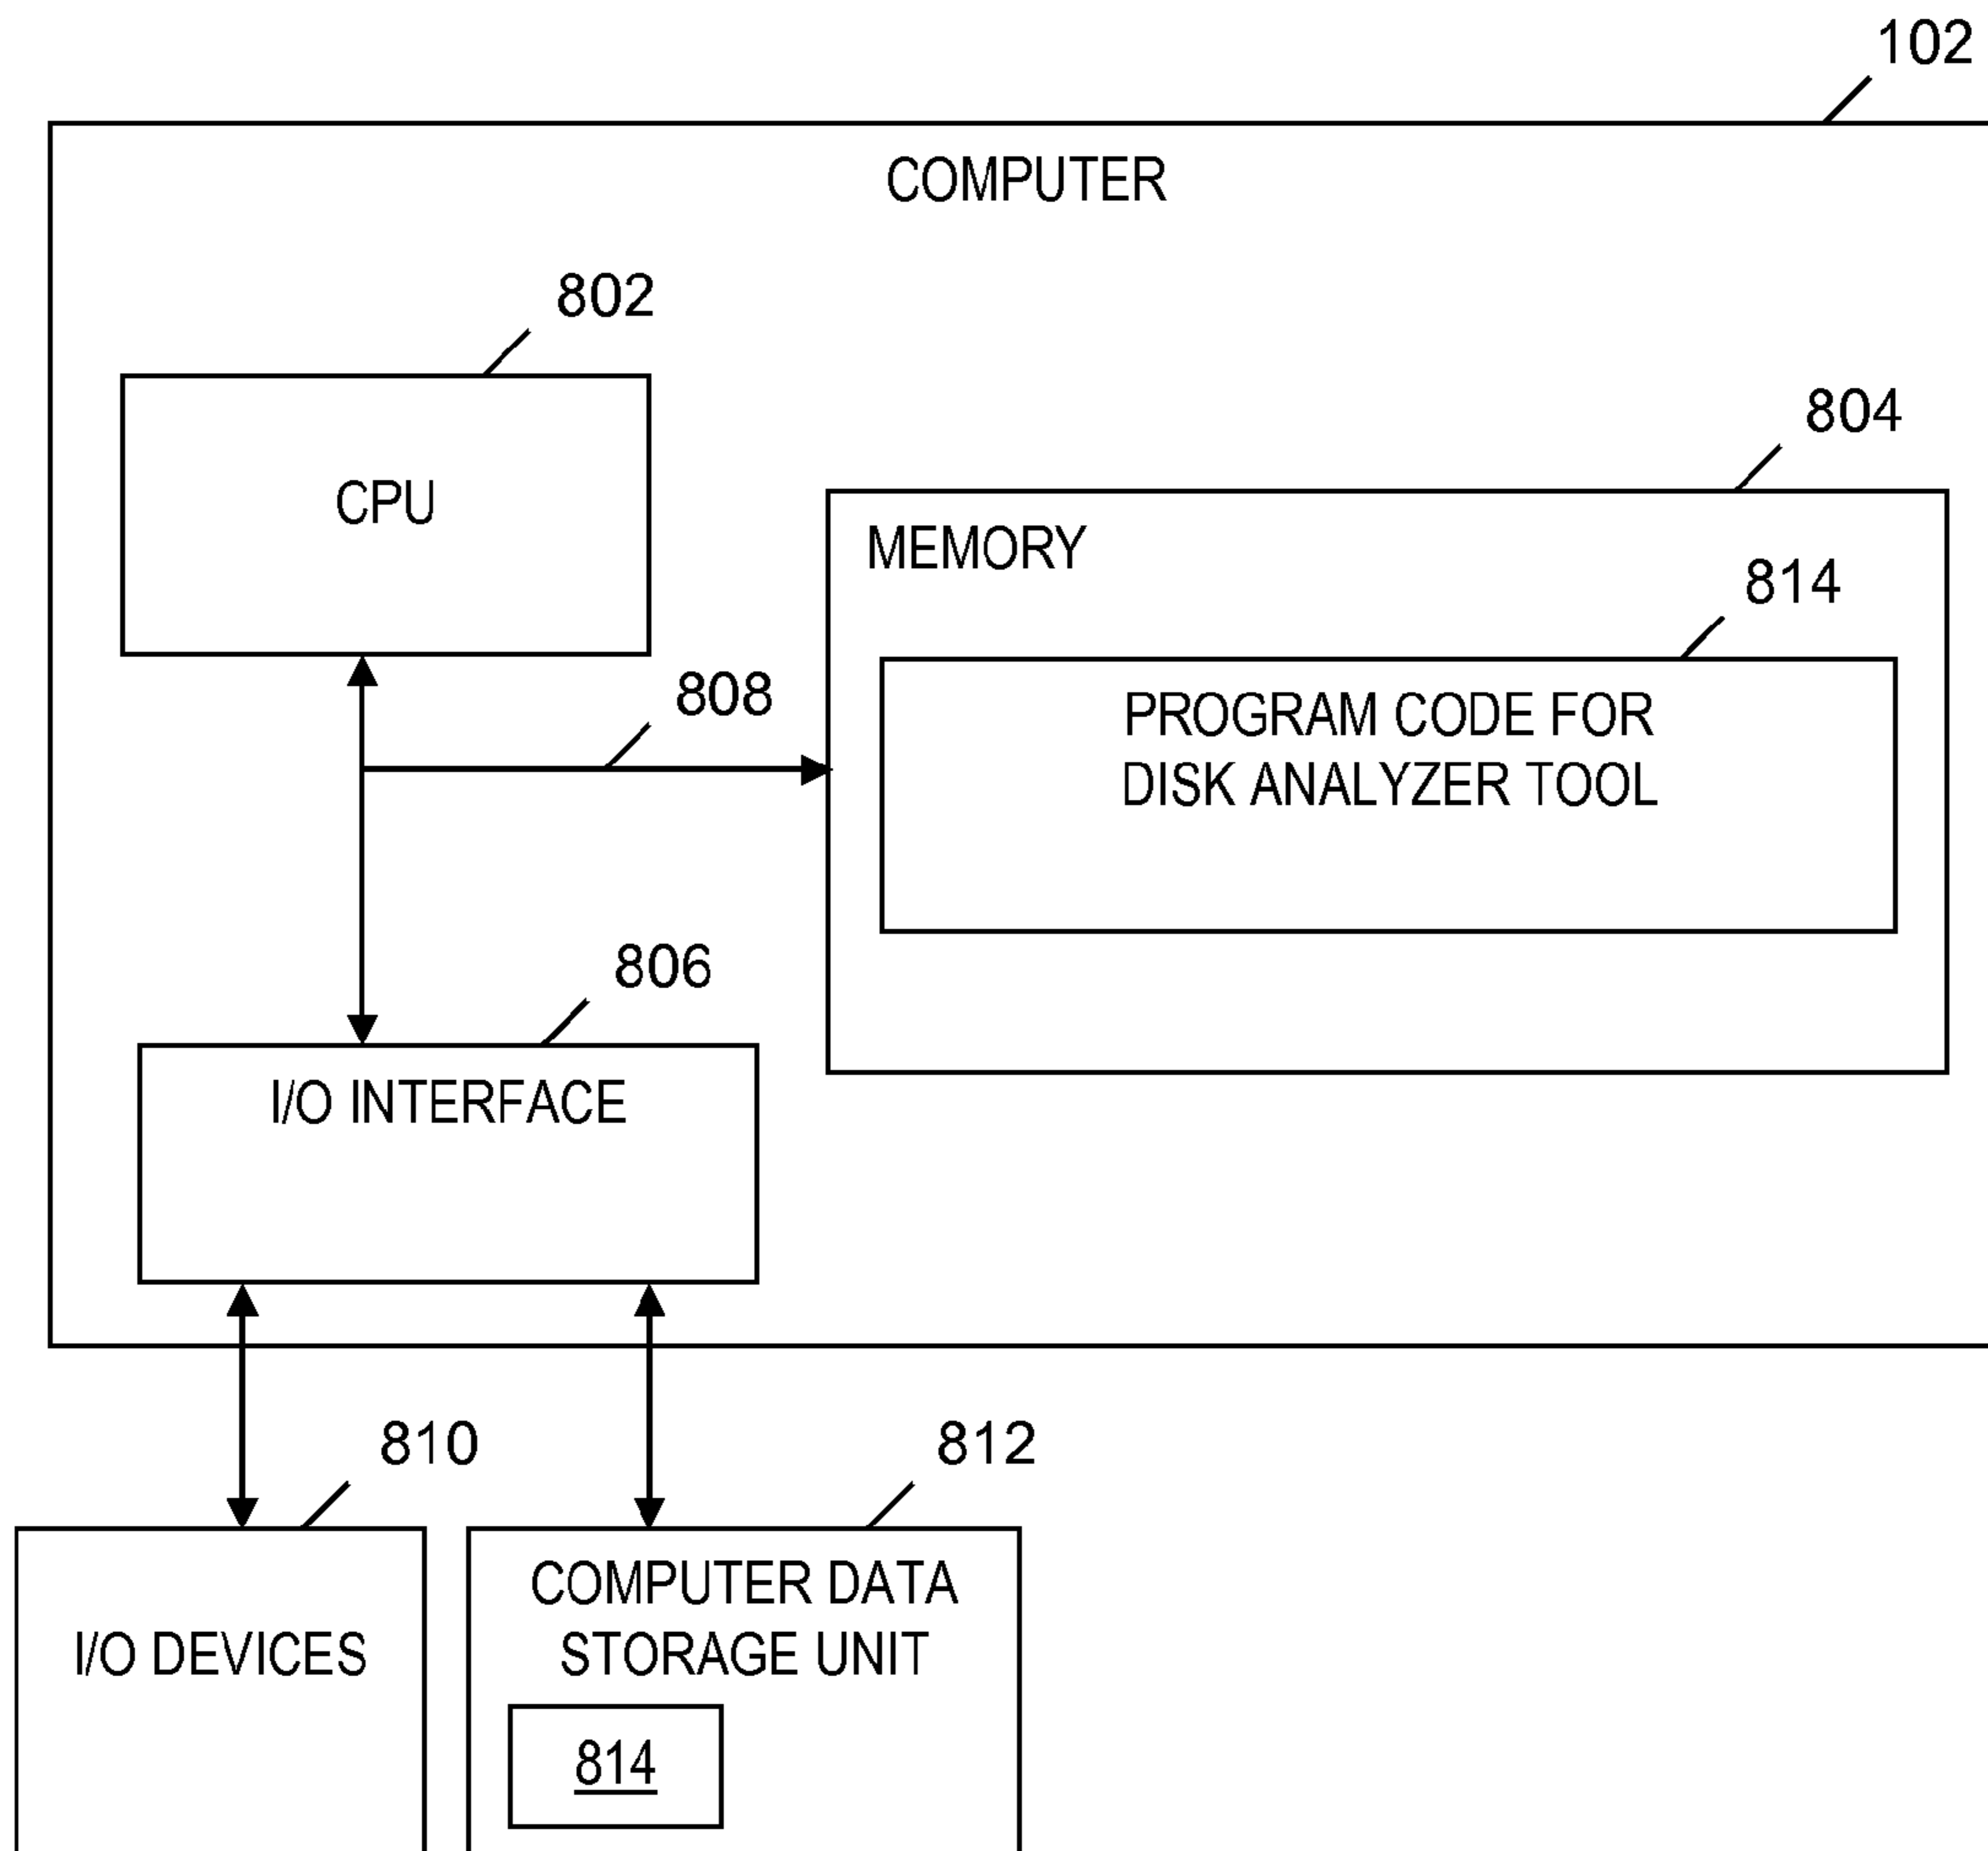 102
COMPUTER
802
CPU
804
MEMORY
814
PROGRAM CODE FOR
DISK ANALYZER TOOL
808
806
I/O INTERFACE
810
I/O DEVICES
812
COMPUTER DATA
STORAGE UNIT
814